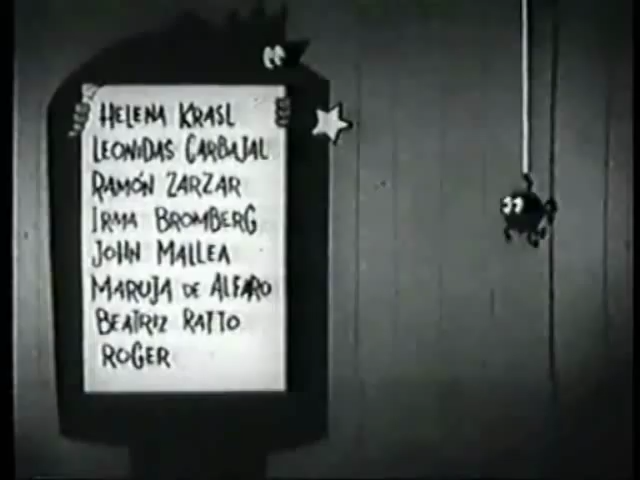 HELENA KRASL
LEONIDAS CARBAJAL
RAMÓN ZARZAR
IRMA BROMBERG
JOHN MALLEA
MARUJA DE ALFARO
BEATRIZ RATTO
ROGER